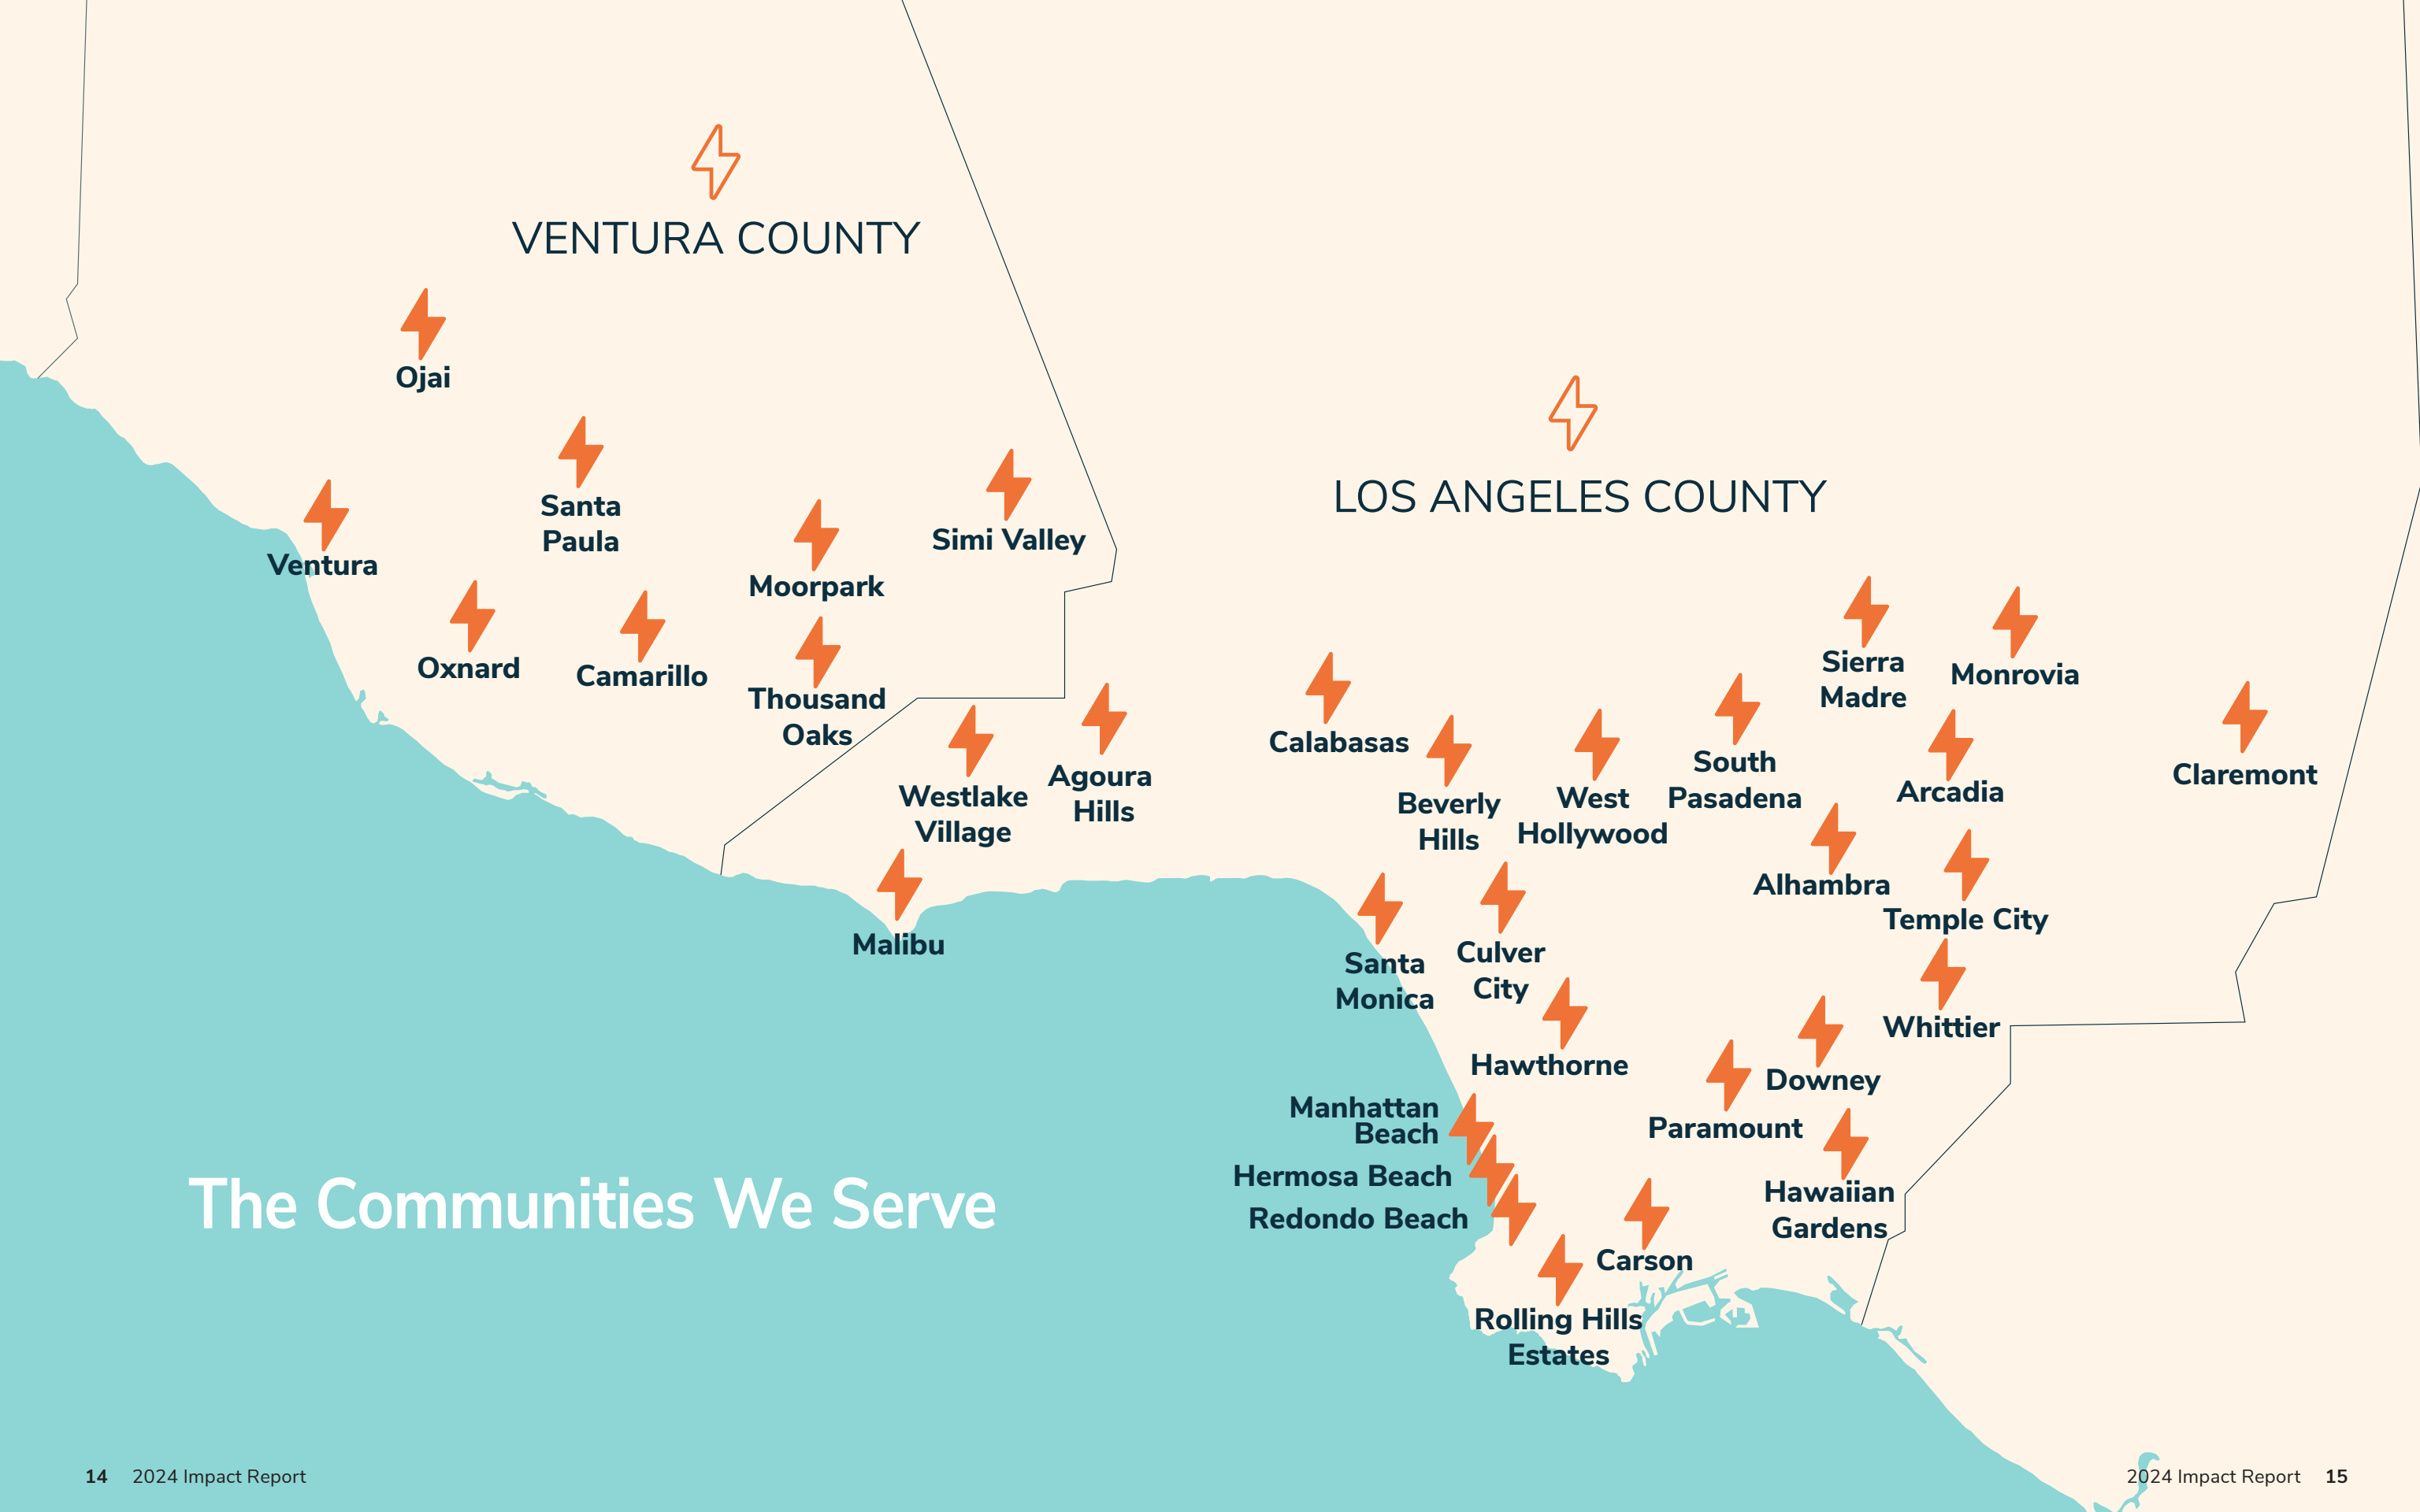 VENTURA COUNTY
Ojai
Santa
Paula
Ventura
Simi Valley
Moorpark
Oxnard
Camarillo
Thousand
Oaks
LOS ANGELES COUNTY
Westlake
Village
Agoura
Hills
Malibu
Calabasas
Beverly
Hills
West
Hollywood
South
Pasadena
Sierra
Madre
Monrovia
Arcadia
Claremont
Alhambra
Temple City
Santa
Monica
Culver
City
Hawthorne
Whittier
Downey
Paramount
Manhattan
Beach
Hermosa Beach
Redondo Beach
Hawaiian
Gardens
Carson
Rolling Hills
Estates
The Communities We Serve
14 2024 Impact Report
2024 Impact Report 15